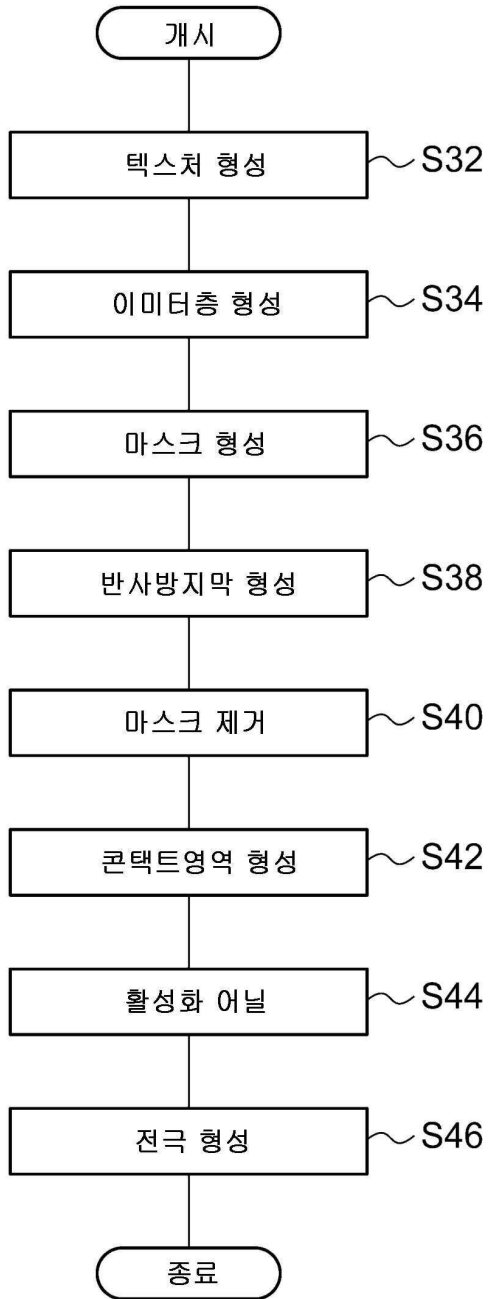 개시
텍스처 형성 S32
이미터층 형성 S34
마스크 형성 S36
반사방지막 형성 S38
마스크 제거 S40
콘택트영역 형성 S42
활성화 어닐 S44
전극 형성 S46
종료